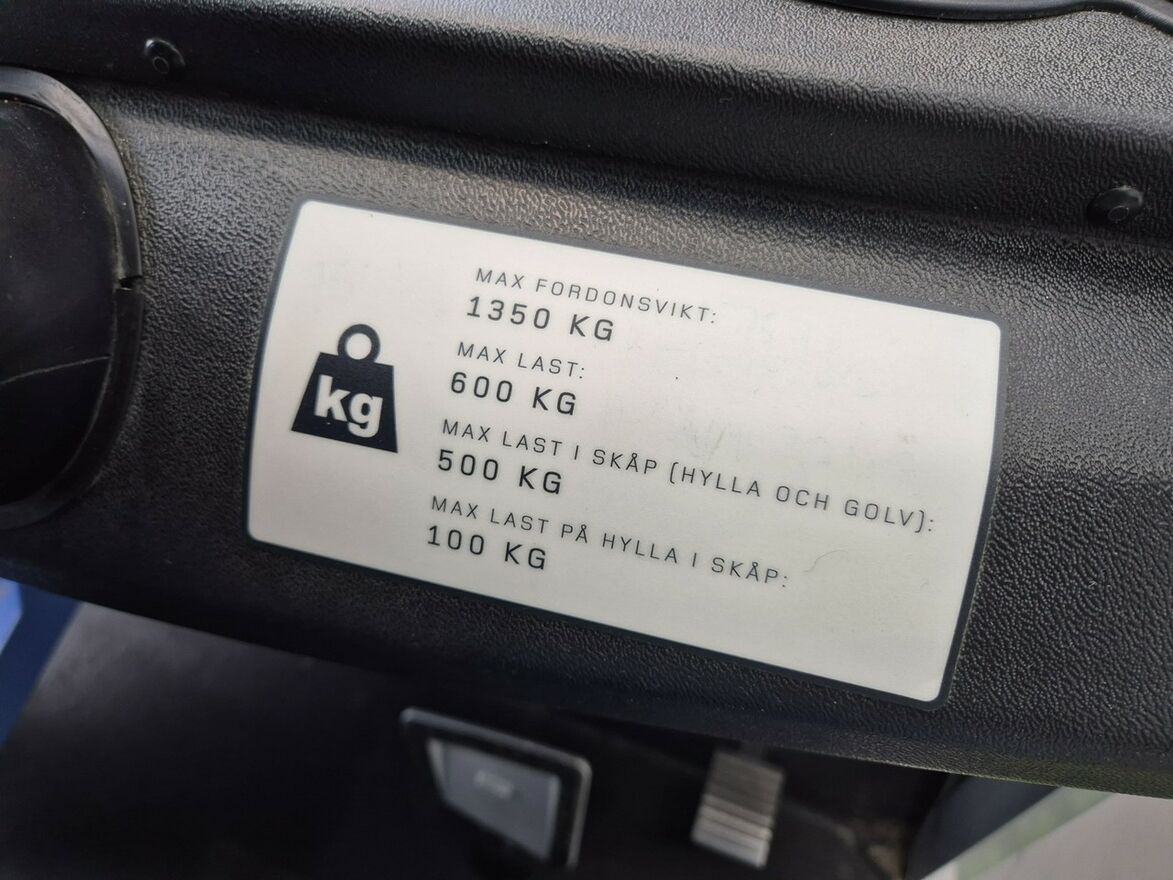 kg
MAX FORDONSVIKT:
1350 KG
MAX LAST:
600 KG
MAX LAST I SKÅP (HYLLA OCH GOLV):
500 KG
MAX LAST PÅ HYLLA I SKÅP:
100 KG